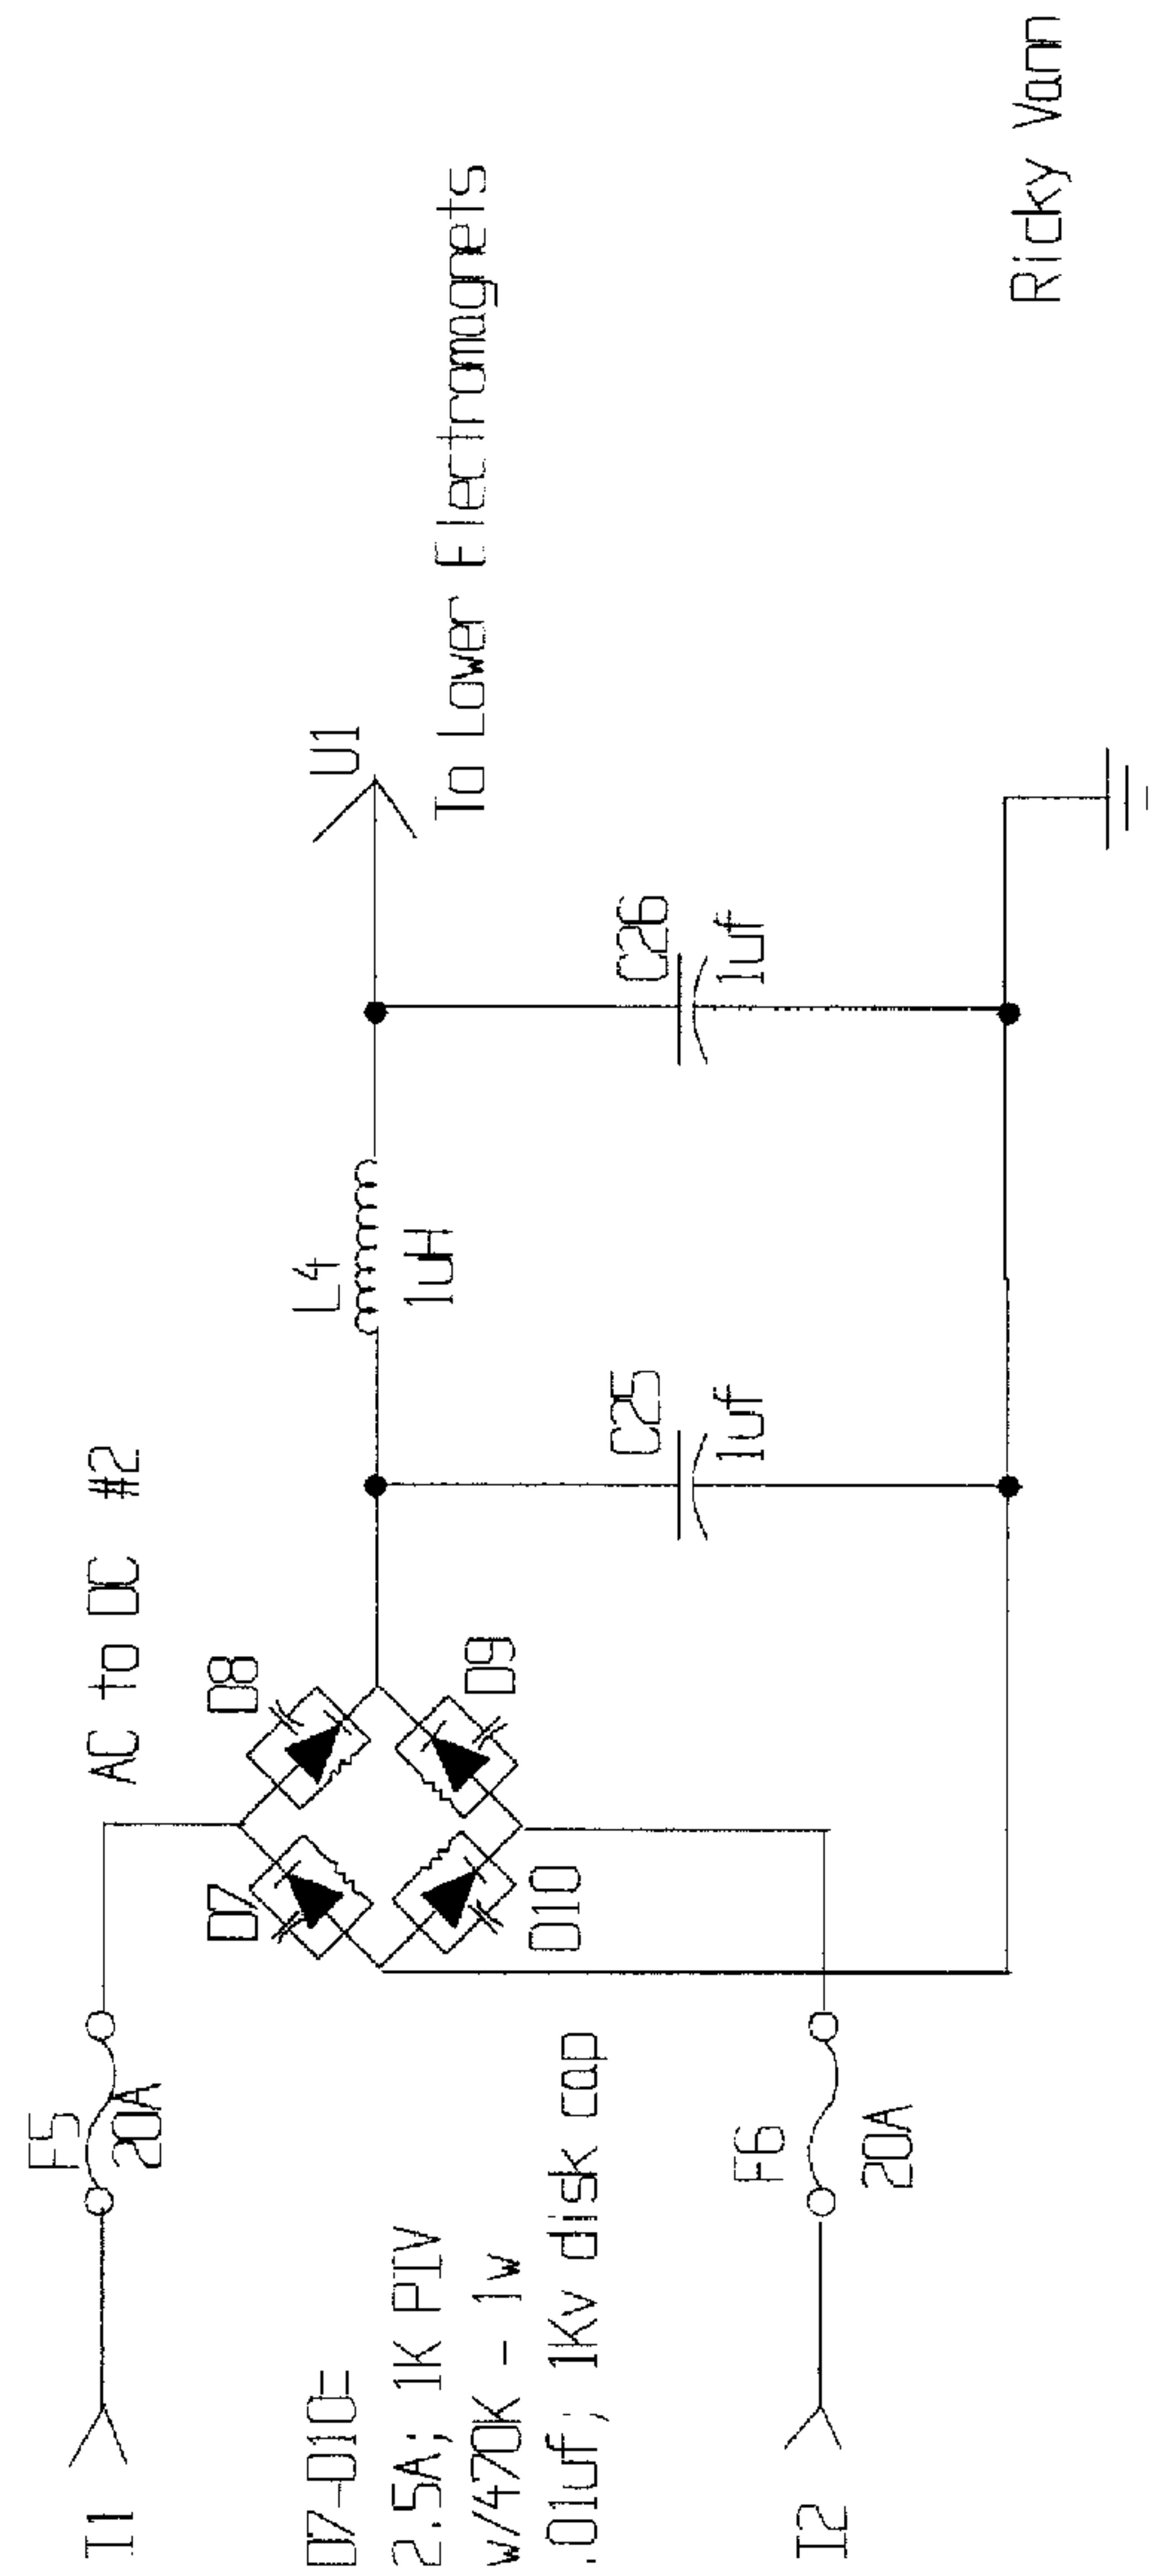 AC to DC #2
I1
F5
20A
D7
D8
D7-D10=
2.5A; 1K PIV
w/470K - 1w
.01uf; 1Kv disk cap
D10
D9
L4
1uH
U1
To Lower Electromagnets
C25
1uf
C26
1uf
I2
F6
20A
Ricky Vann